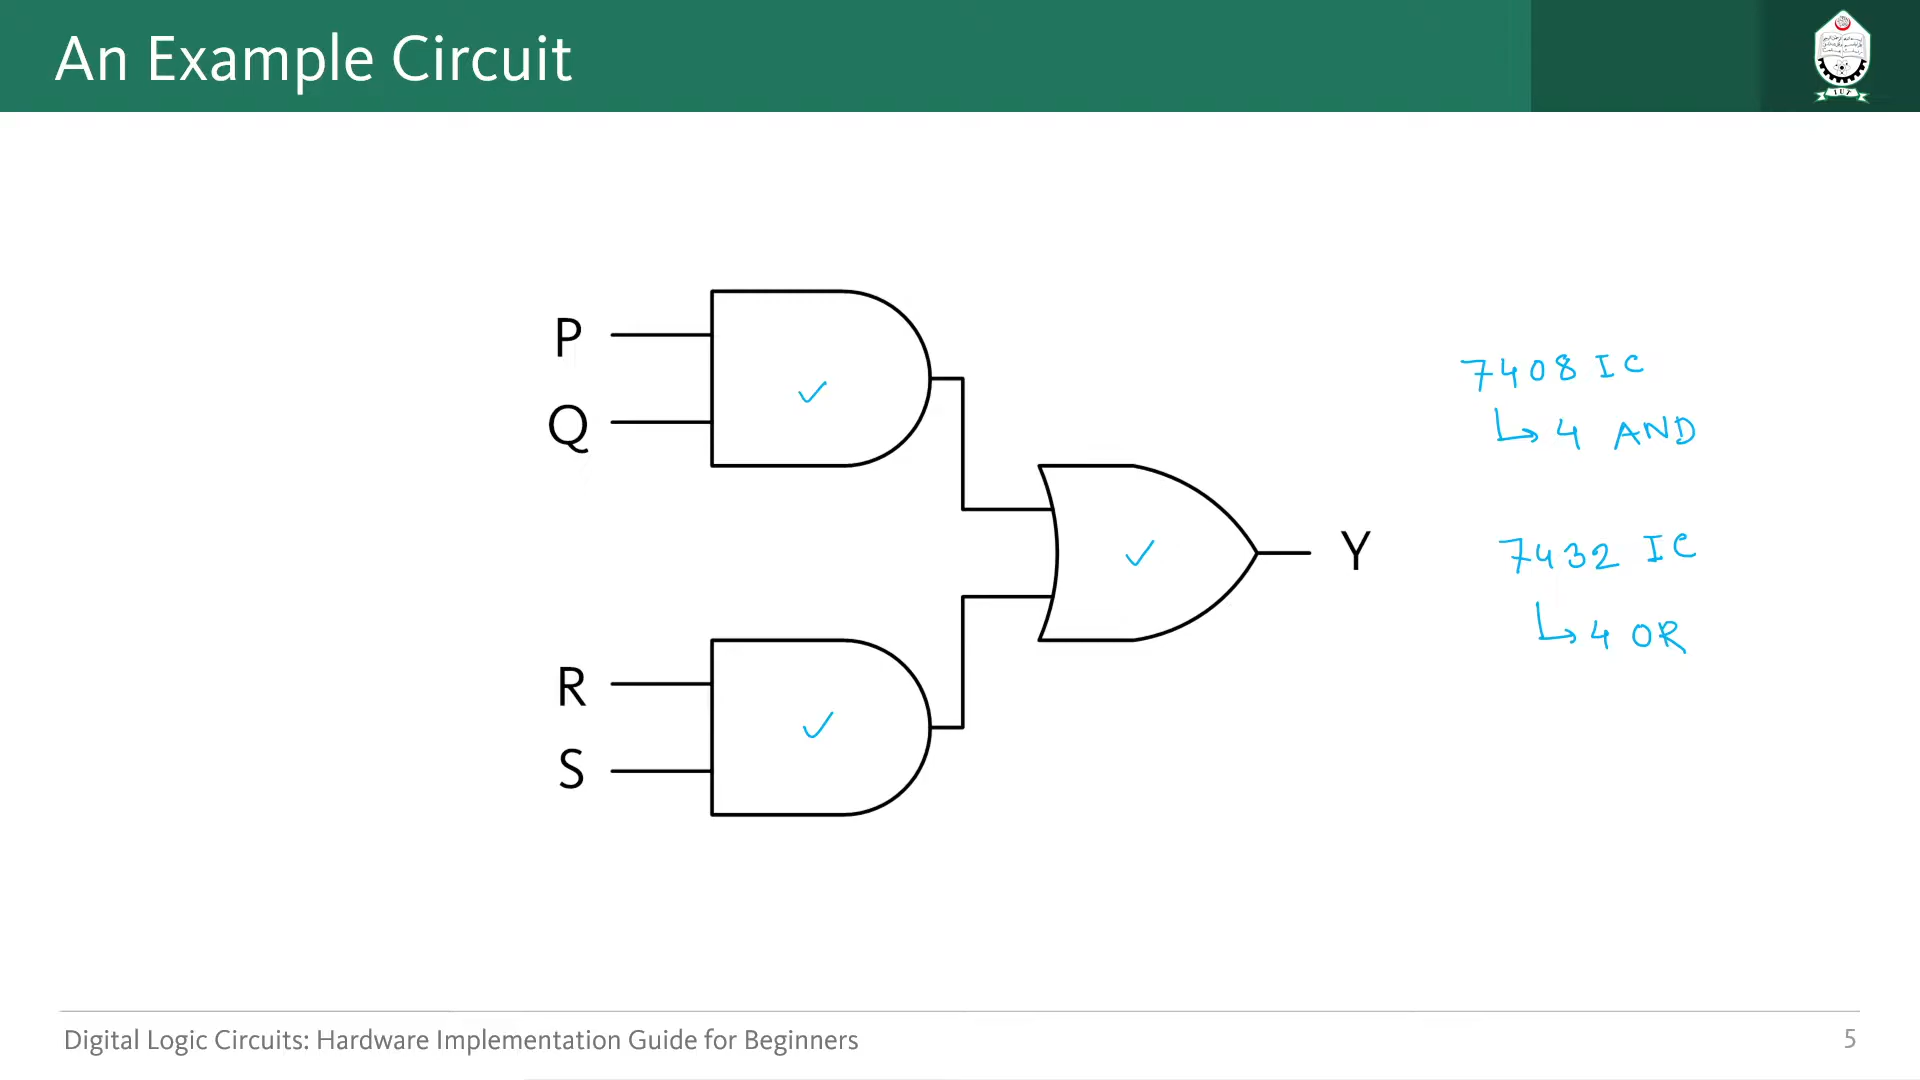 An Example Circuit
P
Q
R
S
Y
7408 IC
↳ 4 AND
7432 IC
↳ 4 OR
Digital Logic Circuits: Hardware Implementation Guide for Beginners
5